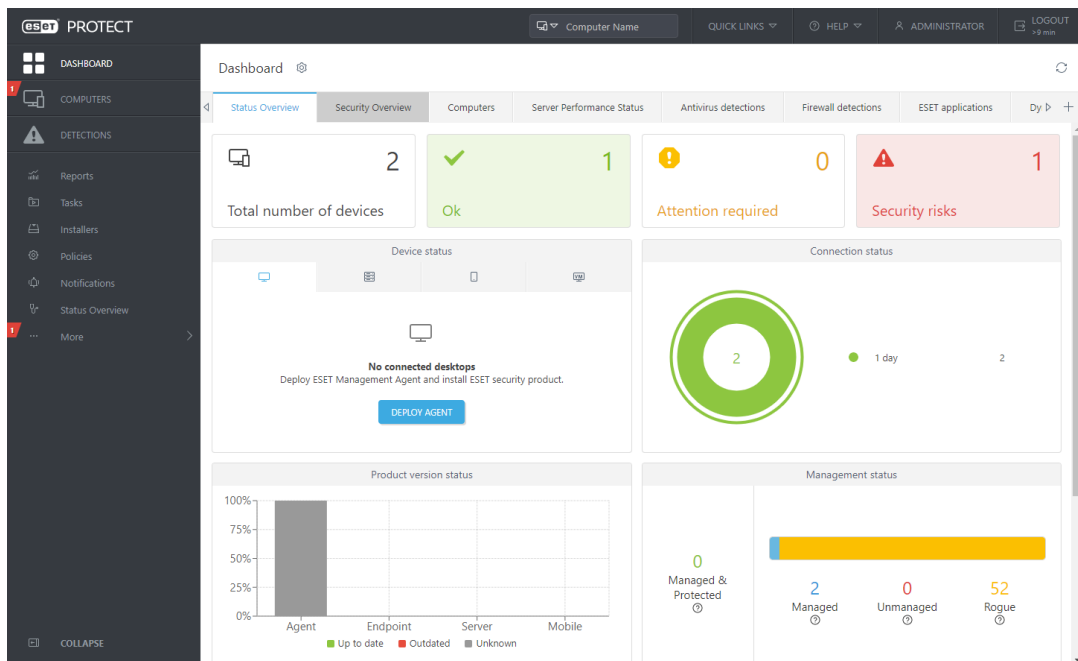 eset PROTECT
Computer Name
QUICK LINKS
HELP
ADMINISTRATOR
LOGOUT
>9 min
DASHBOARD
1
COMPUTERS
DETECTIONS
Reports
Tasks
Installers
Policies
Notifications
Status Overview
1
More
COLLAPSE
Dashboard
Status Overview
Security Overview
Computers
Server Performance Status
Antivirus detections
Firewall detections
ESET applications
Dy
2
Total number of devices
1
Ok
0
Attention required
1
Security risks
Device status
VM
No connected desktops
Deploy ESET Management Agent and install ESET security product.
DEPLOY AGENT
Connection status
2
1 day 2
Product version status
100%
75%
50%
25%
0%
Agent Endpoint Server Mobile
Up to date Outdated Unknown
Management status
0
Managed &
Protected
2 0 52
Managed Unmanaged Rogue